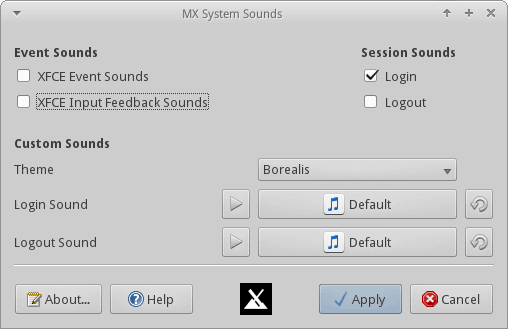 MX System Sounds
Event Sounds
Session Sounds
XFCE Event Sounds
Login
XFCE Input Feedback Sounds
Logout
Custom Sounds
Theme
Borealis
Login Sound
Default
Logout Sound
Default
About...
Help
Apply
Cancel